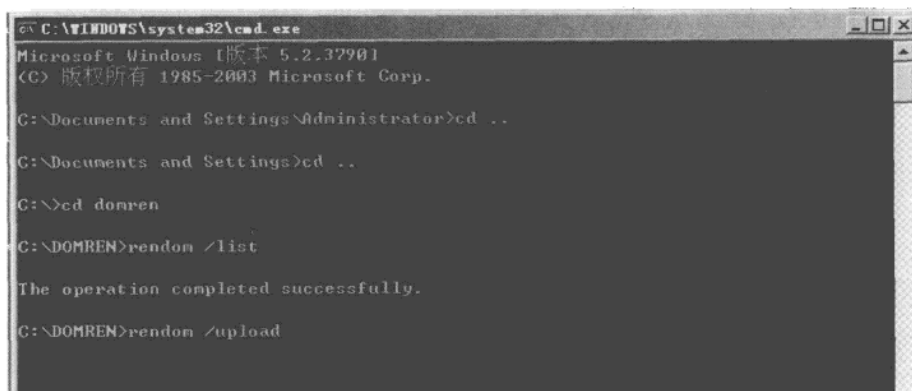 C:\WINDOWS\system32\cmd.exe
Microsoft Windows [版本 5.2.3790]
(C) 版权所有 1985-2003 Microsoft Corp.
C:\Documents and Settings\Administrator>cd ..
C:\Documents and Settings>cd ..
C:\>cd domren
C:\DOMREN>rendom /list
The operation completed successfully.
C:\DOMREN>rendom /upload